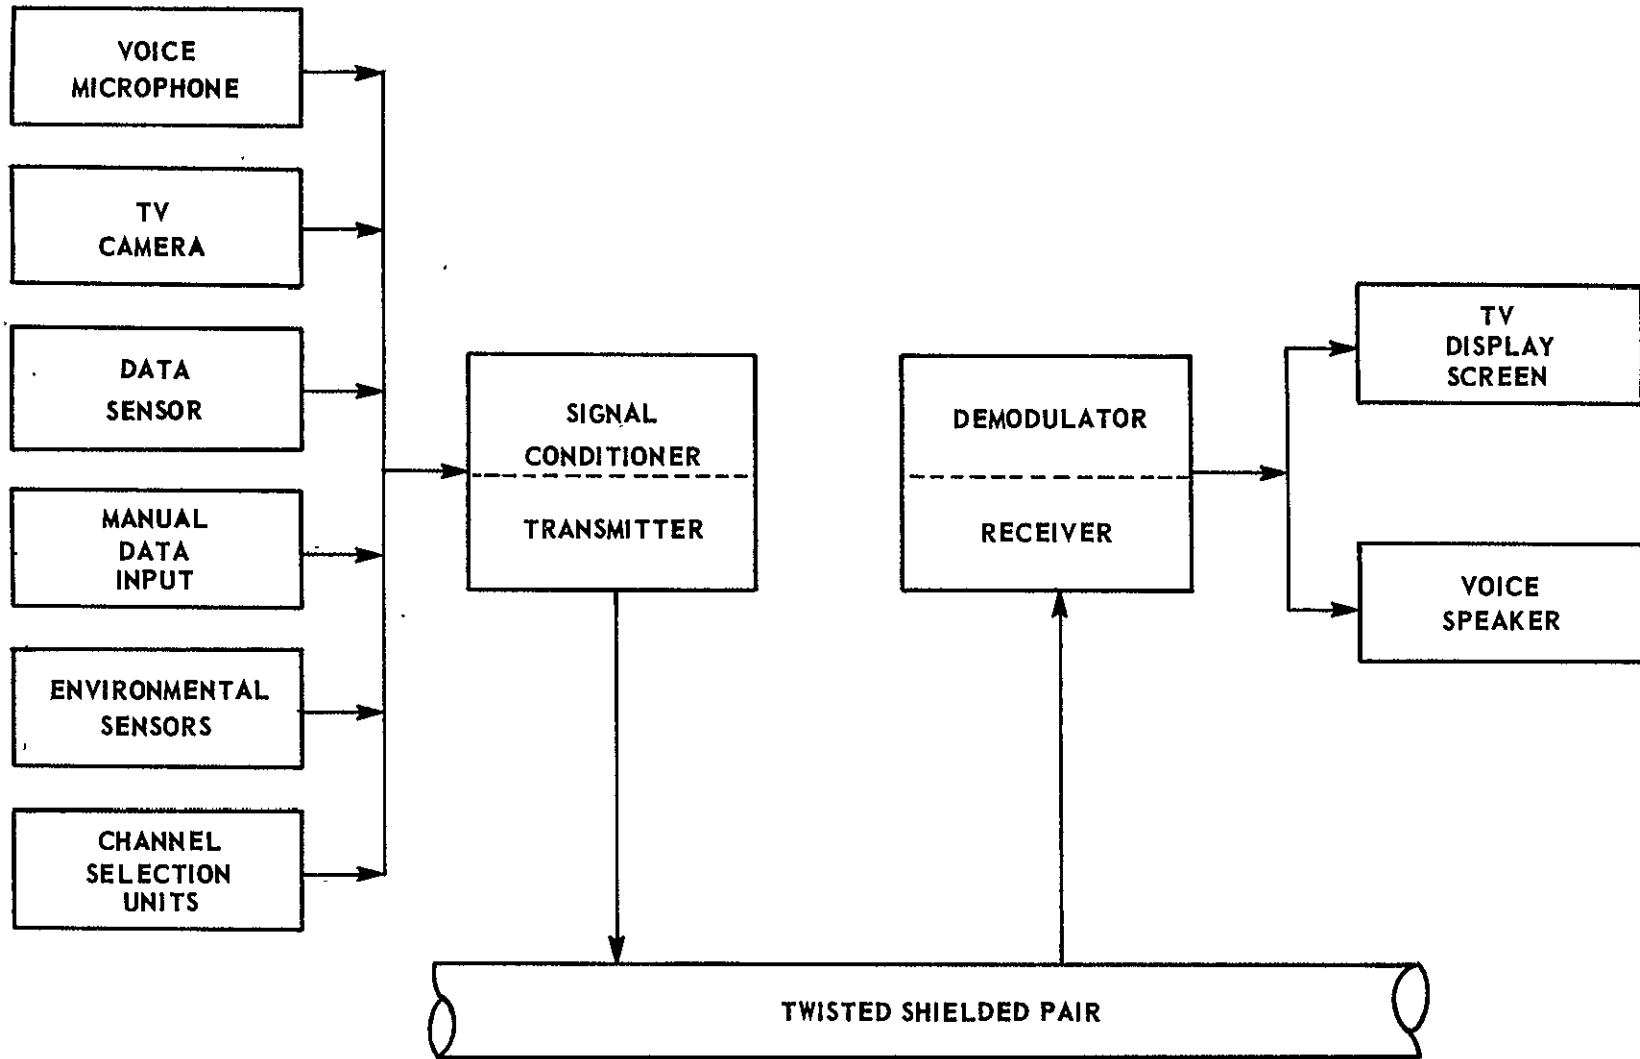 VOICE
MICROPHONE
TV
CAMERA
DATA
SENSOR
MANUAL
DATA
INPUT
ENVIRONMENTAL
SENSORS
CHANNEL
SELECTION
UNITS
SIGNAL
CONDITIONER
TRANSMITTER
DEMODULATOR
RECEIVER
TV
DISPLAY
SCREEN
VOICE
SPEAKER
TWISTED SHIELDED PAIR